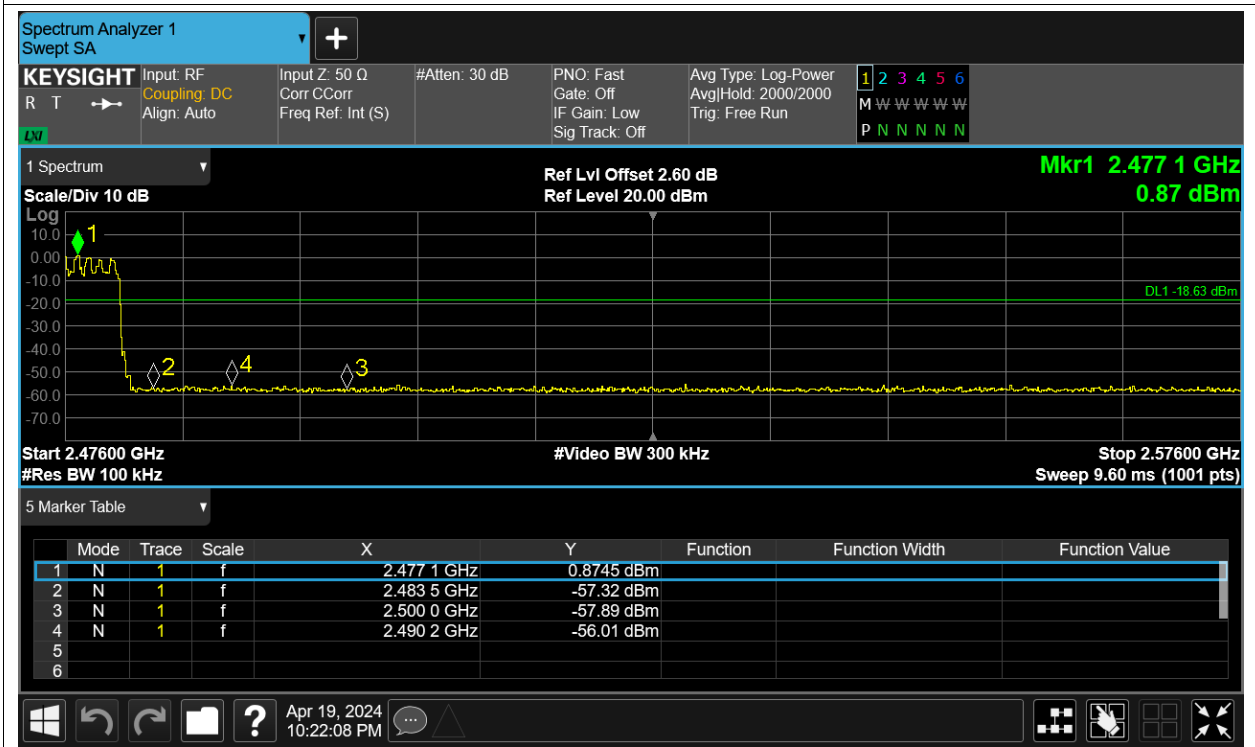 Spectrum Analyzer 1
Swept SA
KEYSIGHT
R T
LXI
Input: RF
Coupling: DC
Align: Auto
Input Z: 50 Ω
Corr CCorr
Freq Ref: Int (S)
#Atten: 30 dB
PNO: Fast
Gate: Off
IF Gain: Low
Sig Track: Off
Avg Type: Log-Power
Avg|Hold: 2000/2000
Trig: Free Run
1 2 3 4 5 6
M W W W W W
P N N N N N
1 Spectrum
Scale/Div 10 dB
Ref Lvl Offset 2.60 dB
Ref Level 20.00 dBm
Mkr1 2.477 1 GHz
0.87 dBm
Log
10.0
0.00
-10.0
-20.0
-30.0
-40.0
-50.0
-60.0
-70.0
1
2
4
3
DL1 -18.63 dBm
Start 2.47600 GHz
#Res BW 100 kHz
#Video BW 300 kHz
Stop 2.57600 GHz
Sweep 9.60 ms (1001 pts)
5 Marker Table
Mode Trace Scale X Y Function Function Width Function Value
1 N 1 f 2.477 1 GHz 0.8745 dBm
2 N 1 f 2.483 5 GHz -57.32 dBm
3 N 1 f 2.500 0 GHz -57.89 dBm
4 N 1 f 2.490 2 GHz -56.01 dBm
5
6
?
Apr 19, 2024
10:22:08 PM